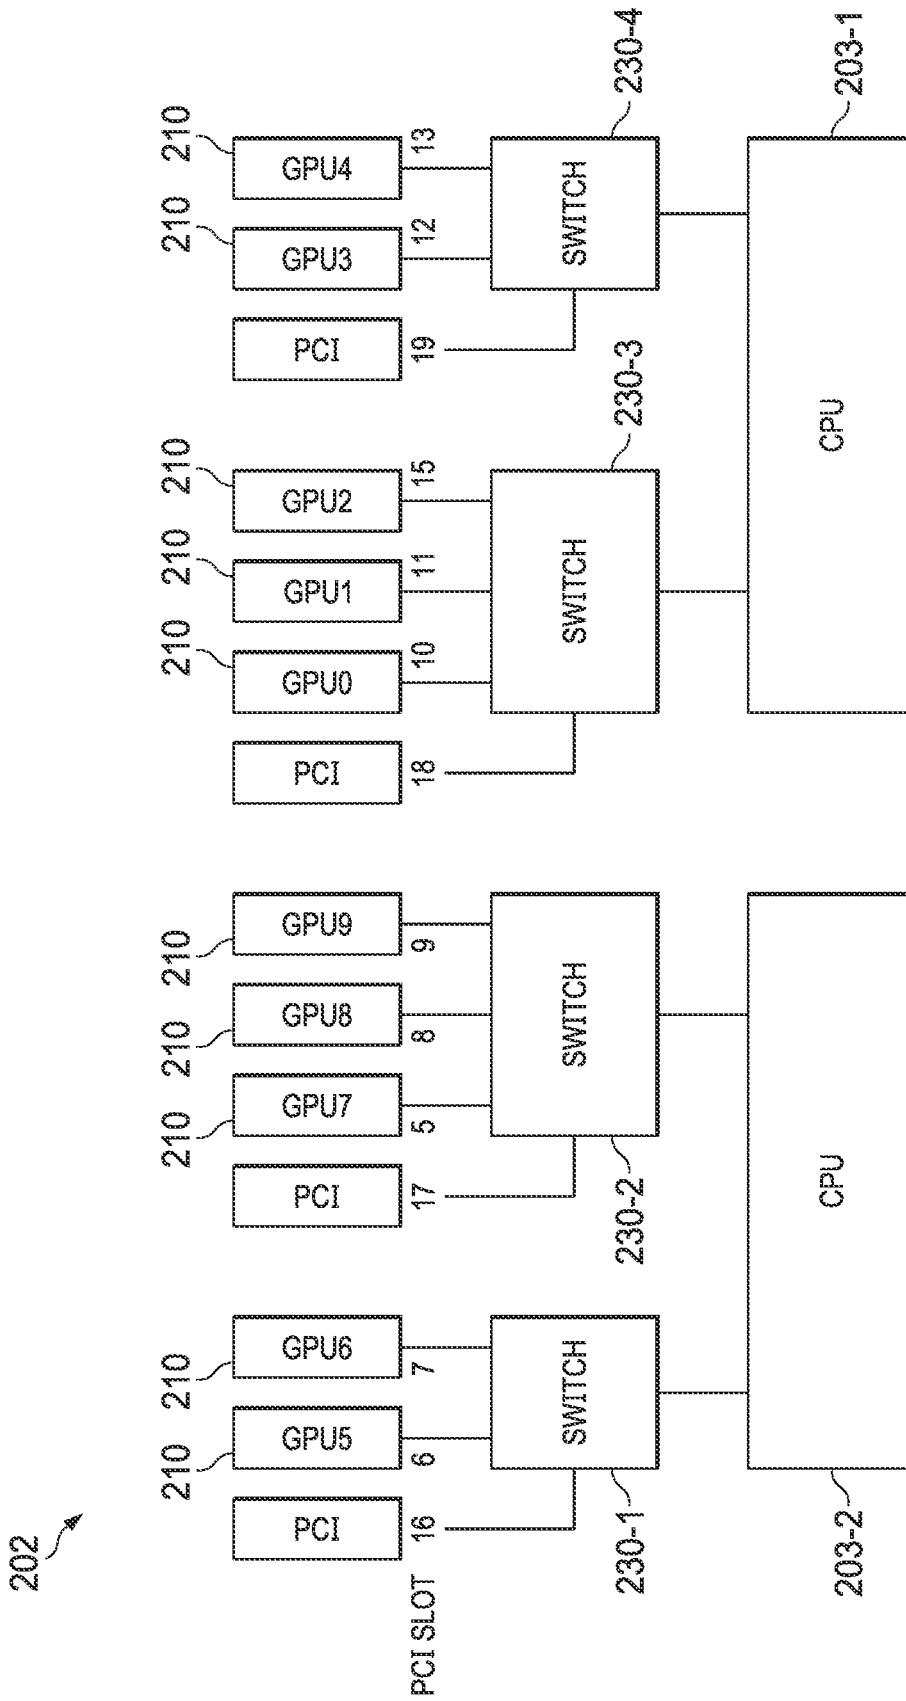 202
210
210
210
210
210
210
210
210
210
210
PCI
GPU5
GPU6
PCI
GPU7
GPU8
GPU9
PCI
GPU0
GPU1
GPU2
PCI
GPU3
GPU4
PCI SLOT
16
6
7
17
5
8
9
18
10
11
15
19
12
13
SWITCH
SWITCH
SWITCH
SWITCH
230-1
230-2
230-3
230-4
CPU
CPU
203-2
203-1